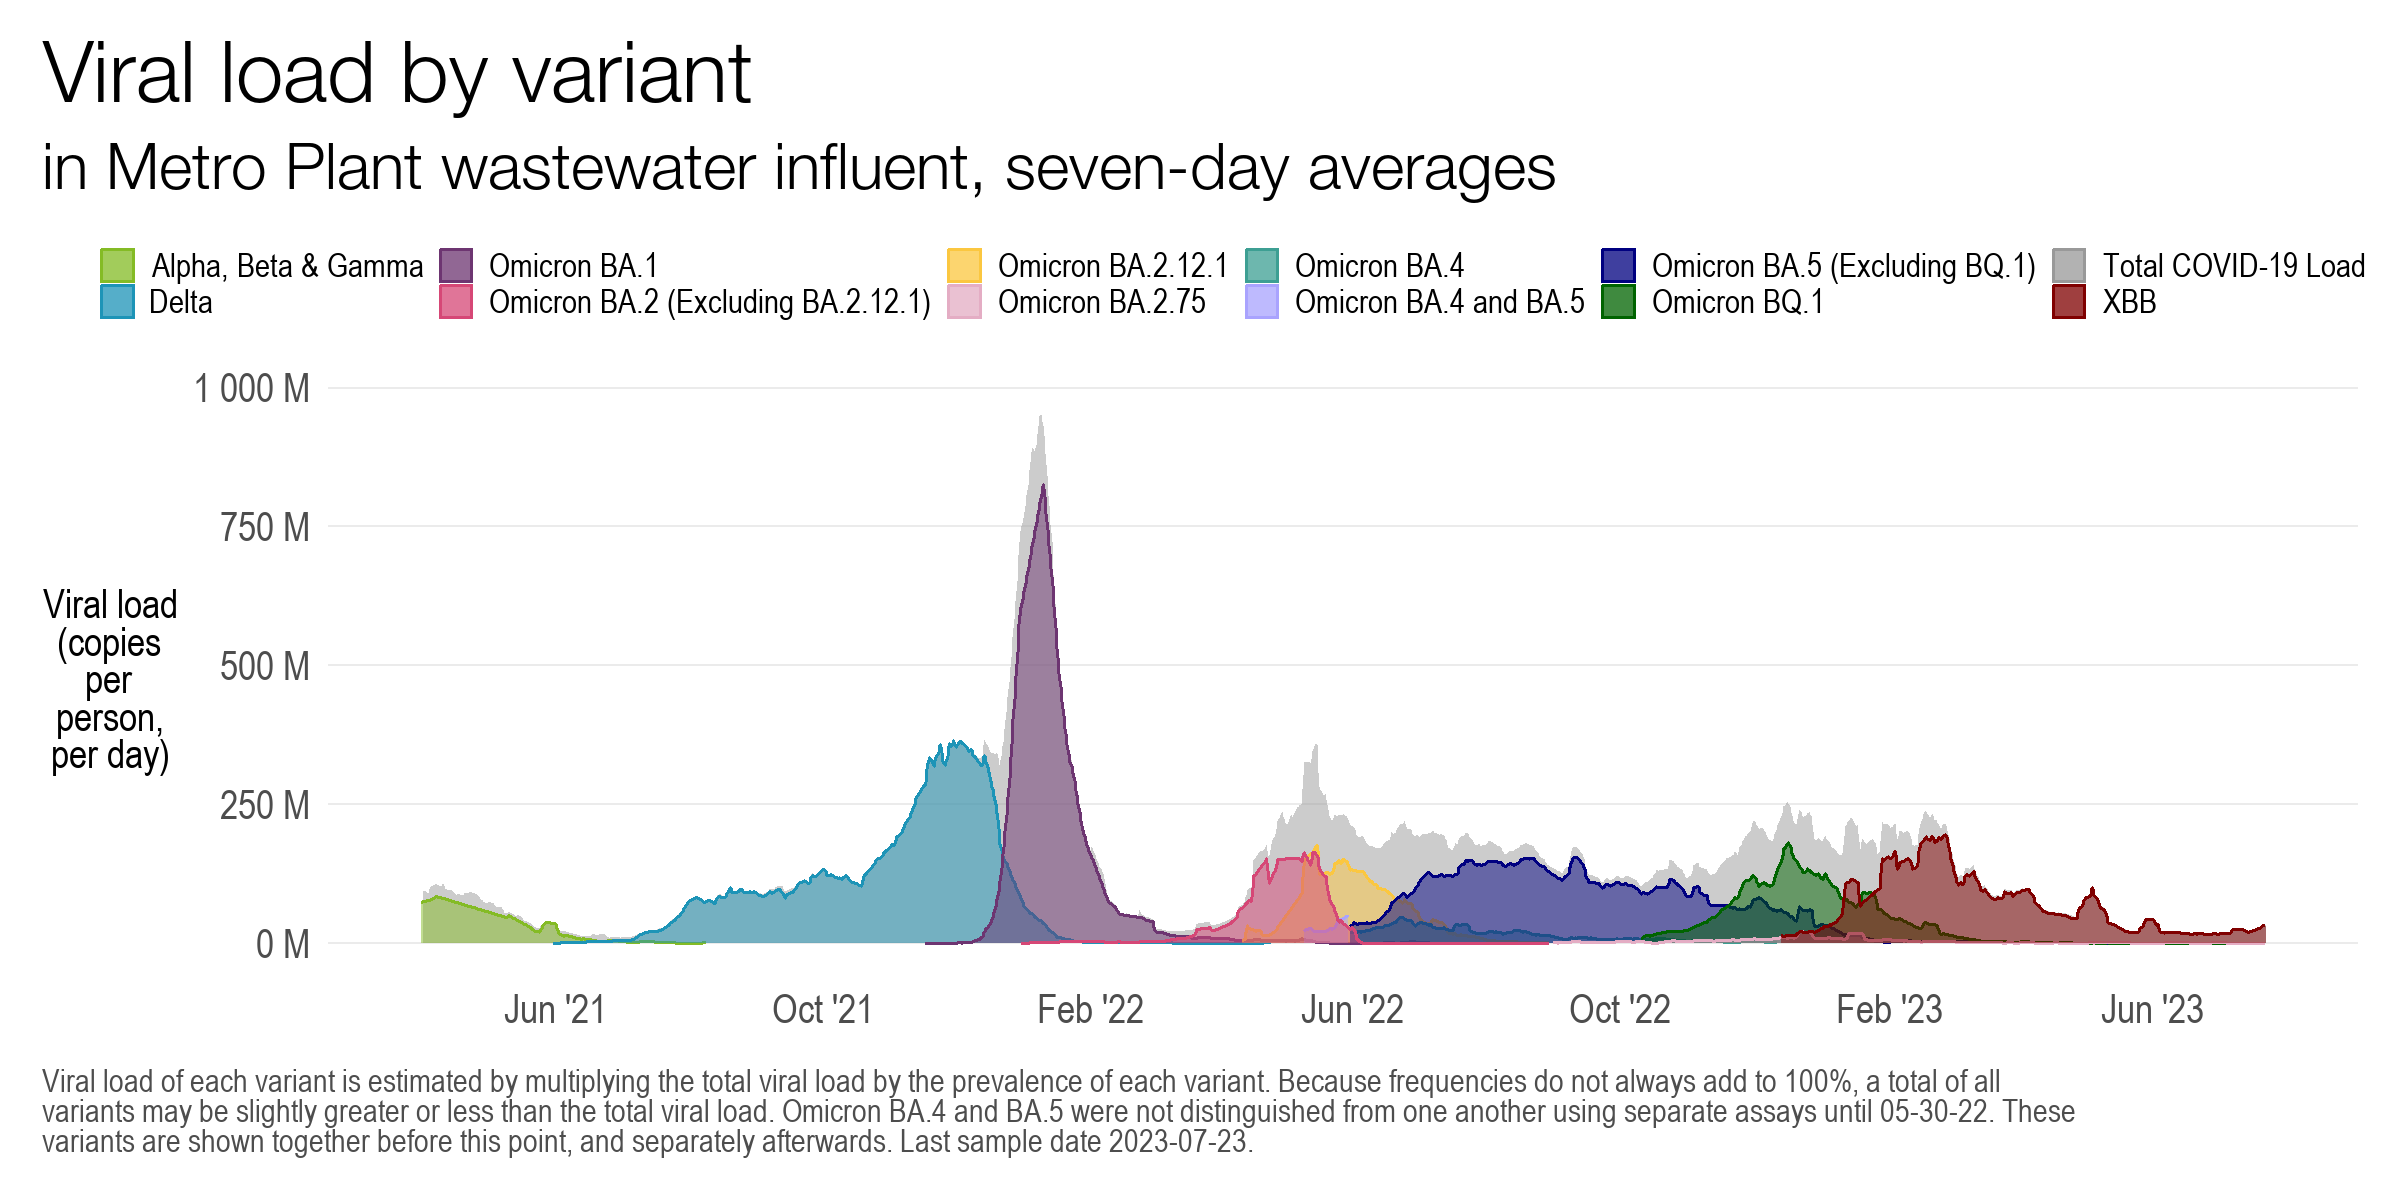 Viral load by variant
in Metro Plant wastewater influent, seven-day averages
Alpha, Beta & Gamma
Delta
Omicron BA.1
Omicron BA.2 (Excluding BA.2.12.1)
Omicron BA.2.12.1
Omicron BA.2.75
Omicron BA.4
Omicron BA.4 and BA.5
Omicron BA.5 (Excluding BQ.1)
Omicron BQ.1
Total COVID-19 Load
XBB
Viral load
(copies
per
person,
per day)
1 000 M
750 M
500 M
250 M
0 M
Jun '21
Oct '21
Feb '22
Jun '22
Oct '22
Feb '23
Jun '23
Viral load of each variant is estimated by multiplying the total viral load by the prevalence of each variant. Because frequencies do not always add to 100%, a total of all
variants may be slightly greater or less than the total viral load. Omicron BA.4 and BA.5 were not distinguished from one another using separate assays until 05-30-22. These
variants are shown together before this point, and separately afterwards. Last sample date 2023-07-23.